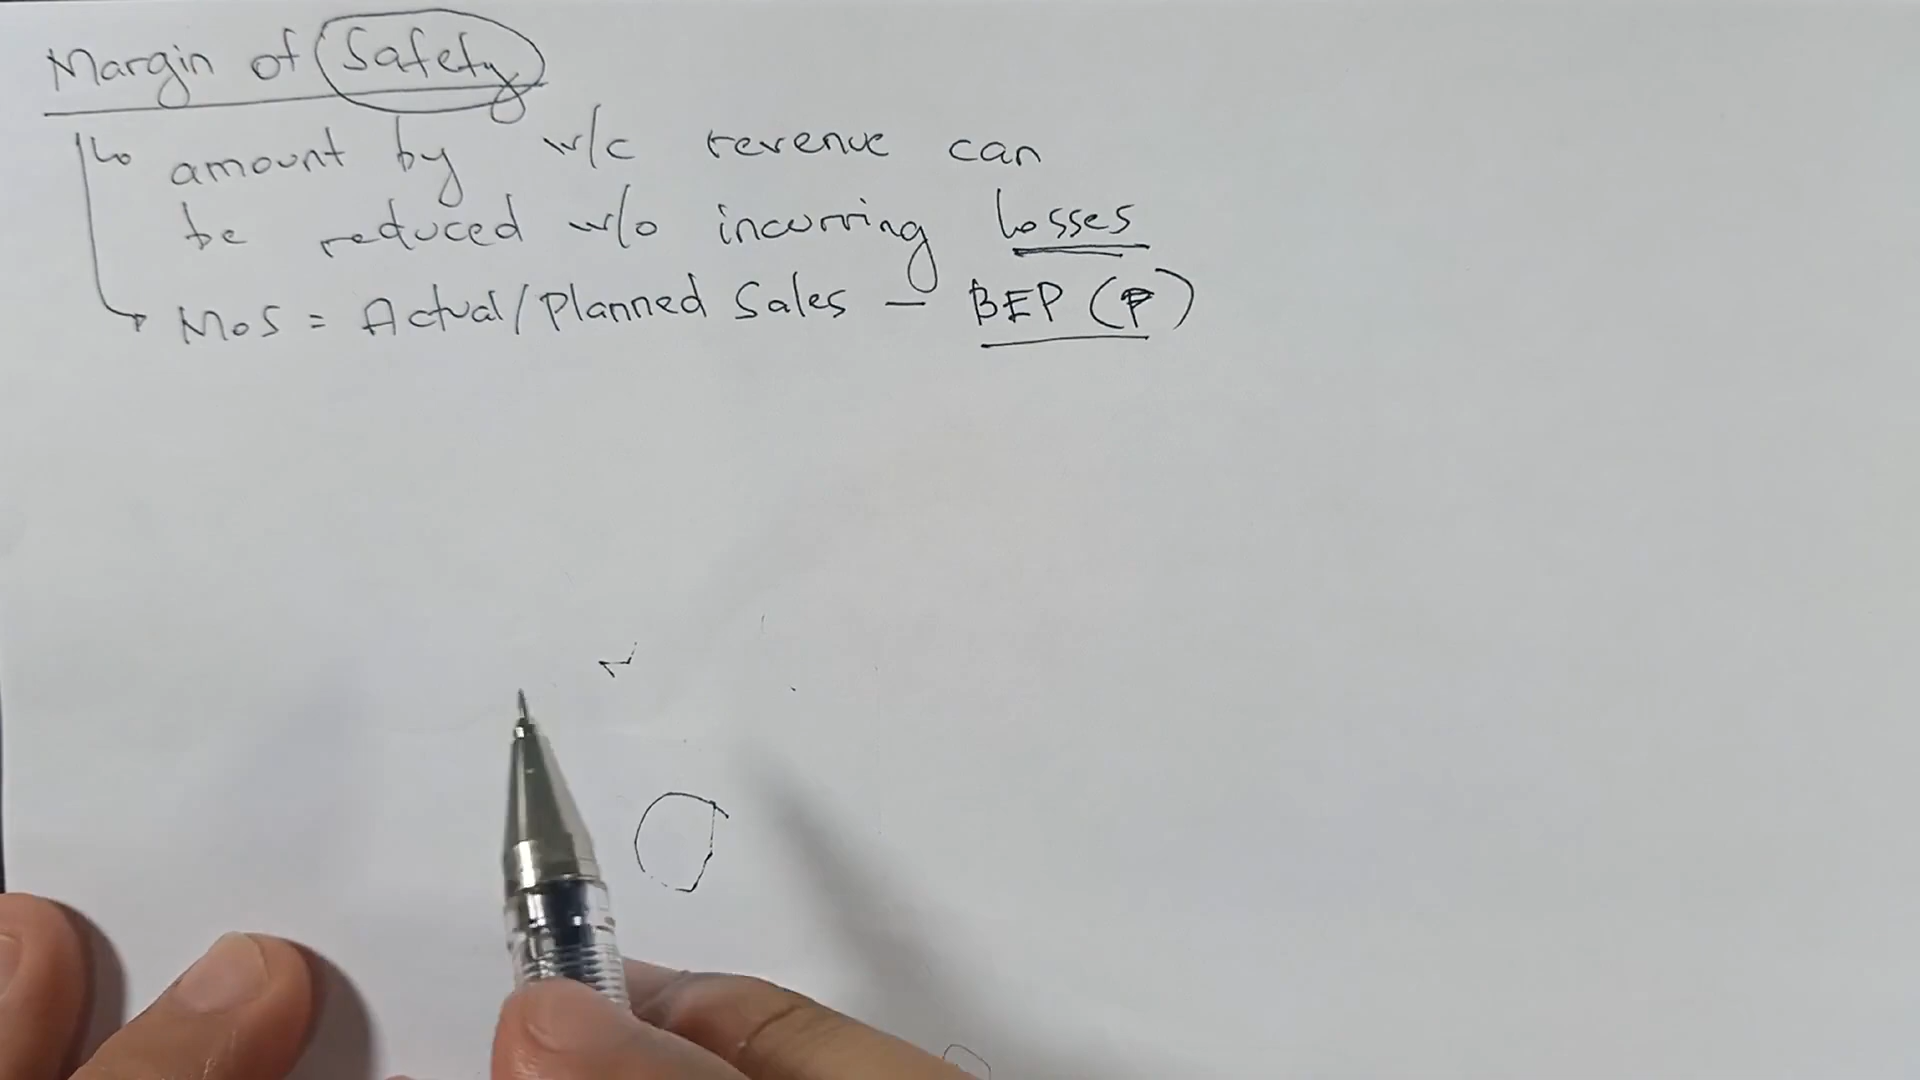 Margin of Safety
amount by w/c revenue can
be reduced w/o incurring losses
MoS = Actual/Planned Sales - BEP (₱)